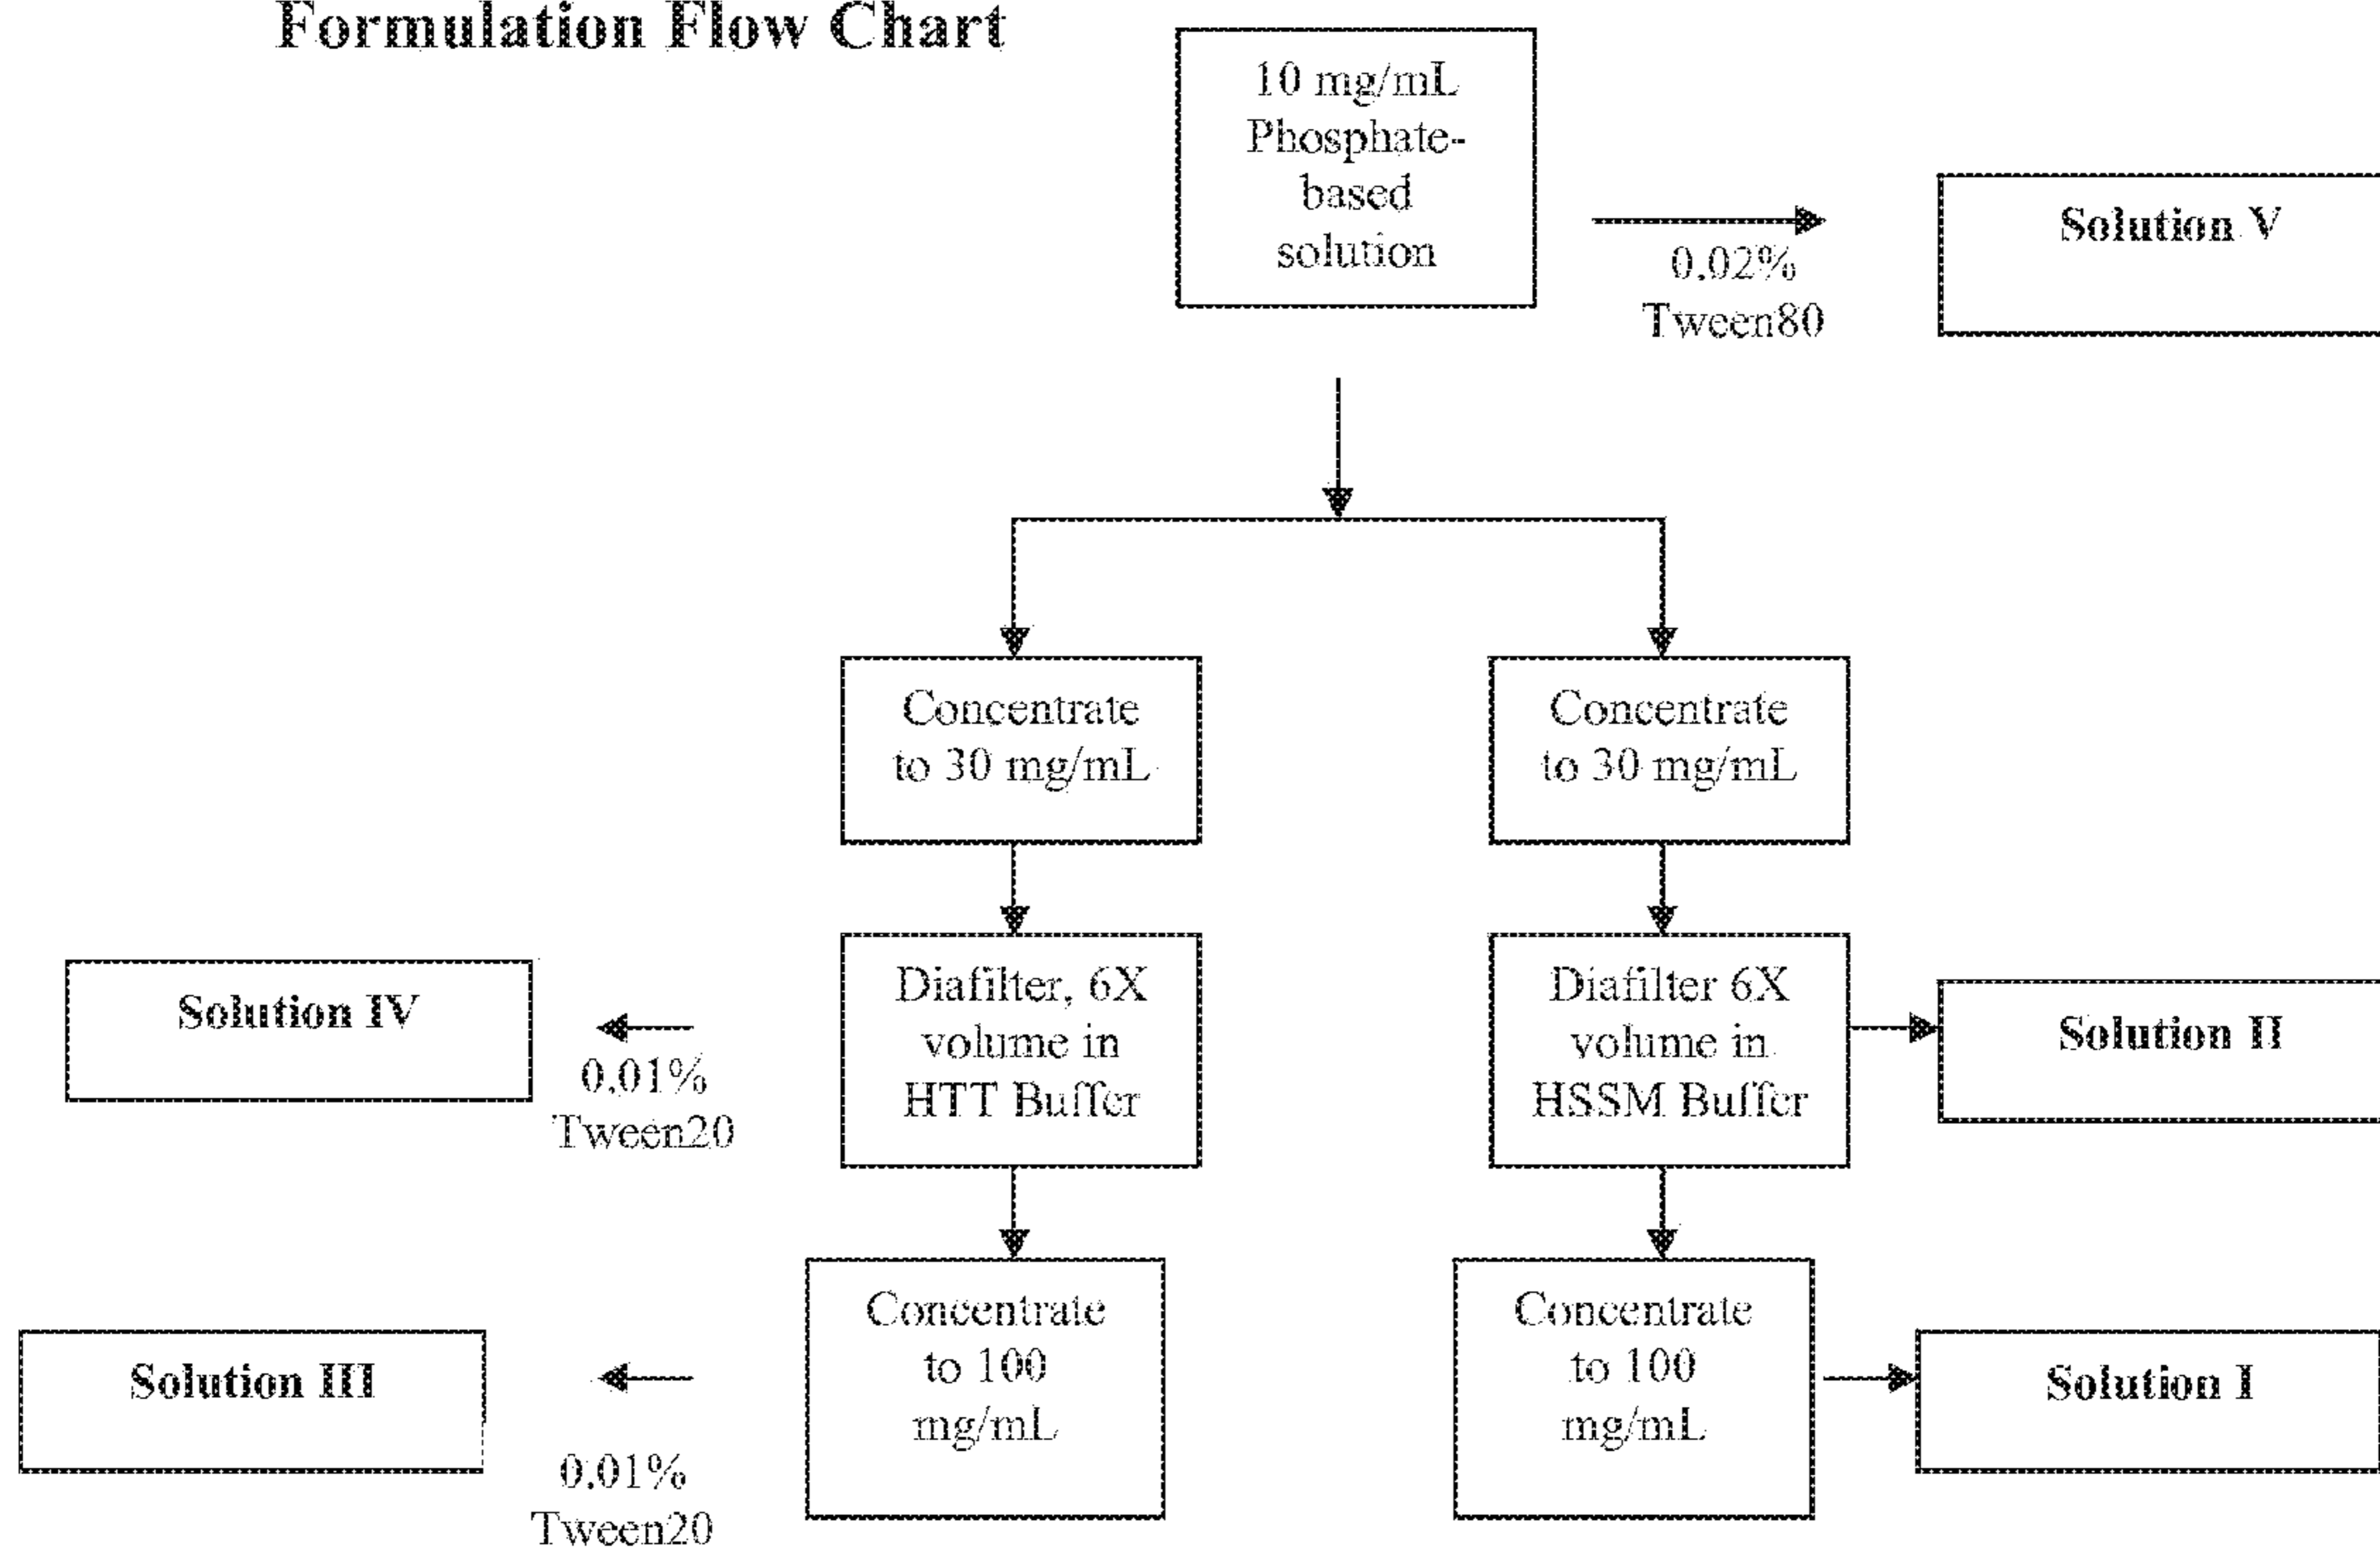 Formulation Flow Chart
10 mg/mL
Phosphate-
based
solution
0.02%
Tween80
Solution V
Concentrate
to 30 mg/mL
Concentrate
to 30 mg/mL
Solution IV
0.01%
Tween20
Diafilter, 6X
volume in
HTT Buffer
Diafilter 6X
volume in
HSSM Buffer
Solution II
Solution III
0.01%
Tween20
Concentrate
to 100
mg/mL
Concentrate
to 100
mg/mL
Solution I